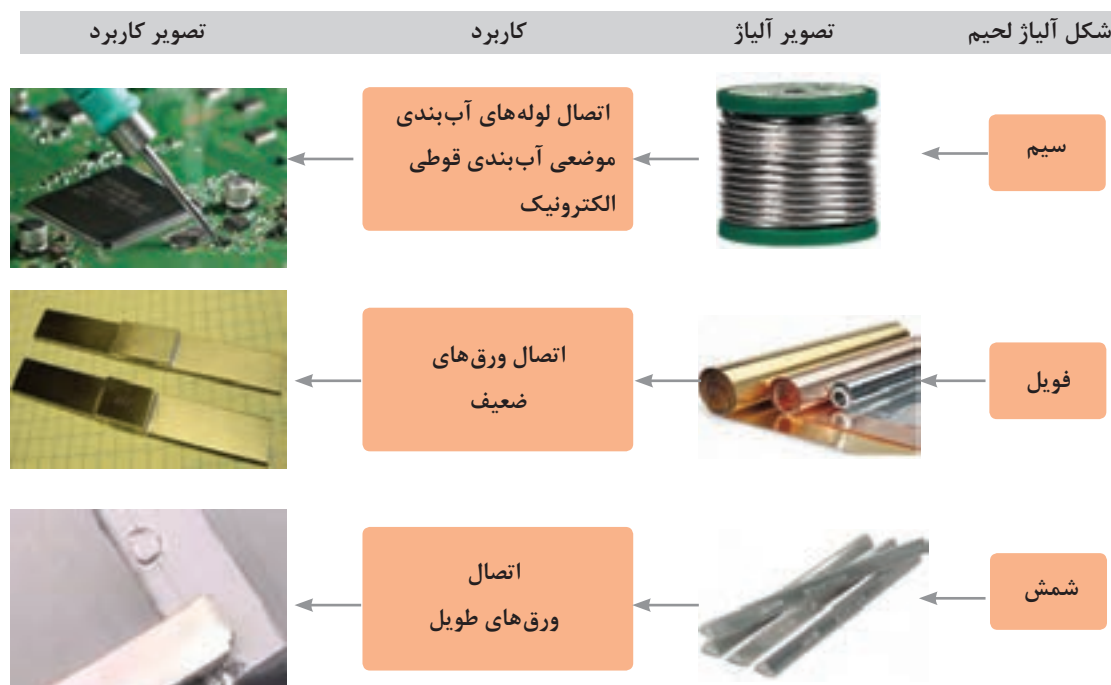 شکل آلیاژ لحیم تصویر آلیاژ کاربرد تصویر کاربرد
سیم
اتصال لوله‌های آب‌بندی
موضعی آب‌بندی قوطی
الکترونیک
فویل
اتصال ورق‌های
ضعیف
شمش
اتصال
ورق‌های طویل